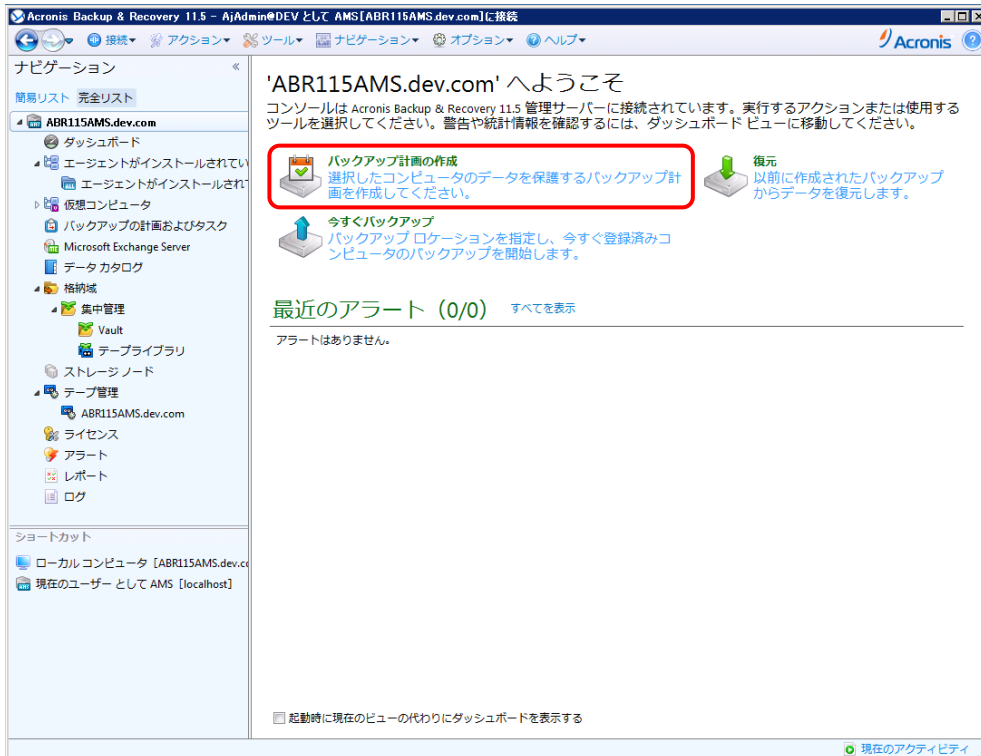 Acronis Backup & Recovery 11.5 - AjAdmin@DEV として AMS[ABR115AMS.dev.com]に接続
接続 アクション ツール ナビゲーション オプション ヘルプ
Acronis
ナビゲーション
簡易リスト 完全リスト
ABR115AMS.dev.com
ダッシュボード
エージェントがインストールされてい
エージェントがインストールされ
仮想コンピュータ
バックアップの計画およびタスク
Microsoft Exchange Server
データ カタログ
格納域
集中管理
Vault
テープライブラリ
ストレージ ノード
テープ管理
ABR115AMS.dev.com
ライセンス
アラート
レポート
ログ
ショートカット
ローカル コンピュータ [ABR115AMS.dev.co
現在のユーザー として AMS [localhost]
'ABR115AMS.dev.com' へようこそ
コンソールは Acronis Backup & Recovery 11.5 管理サーバーに接続されています。実行するアクションまたは使用する
ツールを選択してください。警告や統計情報を確認するには、ダッシュボード ビューに移動してください。
バックアップ計画の作成
選択したコンピュータのデータを保護するバックアップ計
画を作成してください。
復元
以前に作成されたバックアップ
からデータを復元します。
今すぐバックアップ
バックアップ ロケーションを指定し、今すぐ登録済みコ
ンピュータのバックアップを開始します。
最近のアラート (0/0) すべてを表示
アラートはありません。
起動時に現在のビューの代わりにダッシュボードを表示する
現在のアクティビティ